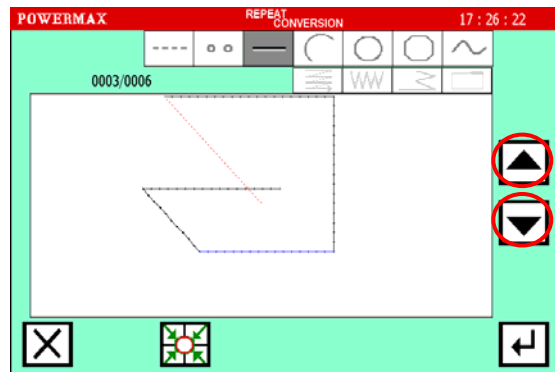 POWERMAX
REPEAT
CONVERSION
17 : 26 : 22
0003/0006